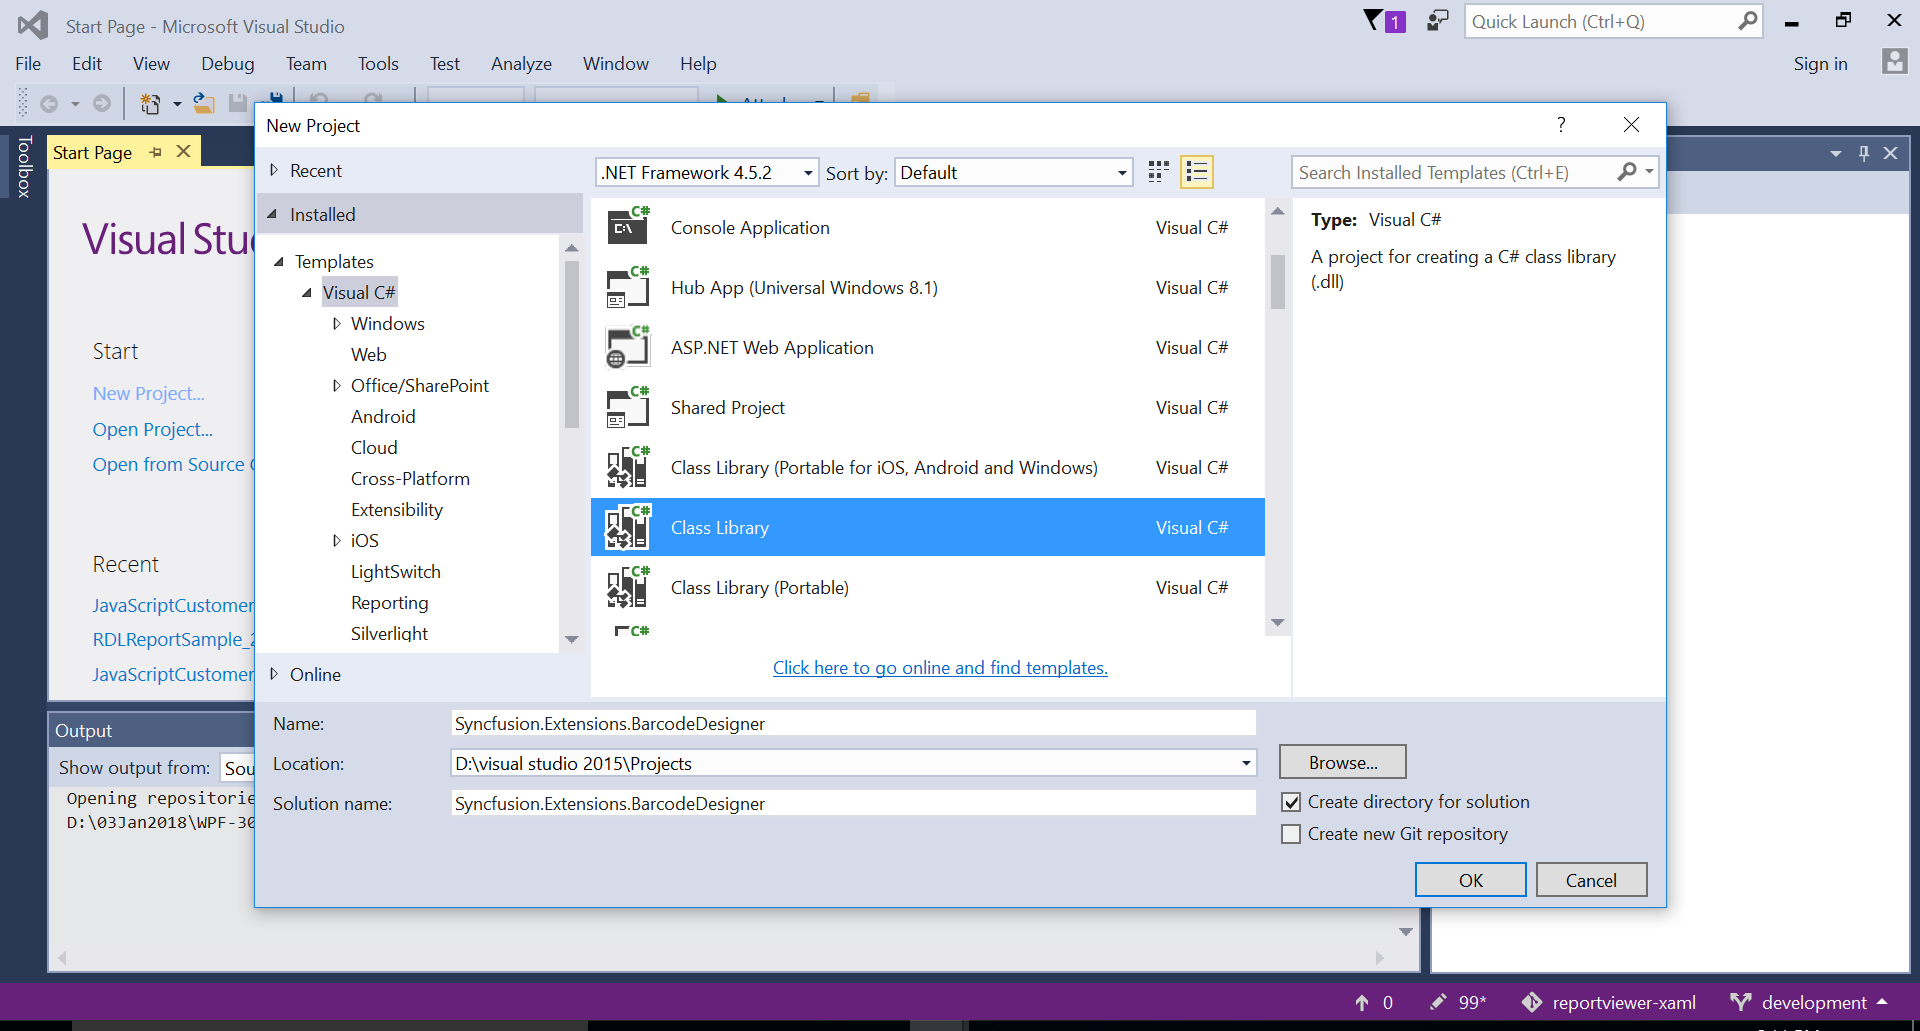 Start Page - Microsoft Visual Studio
1
Quick Launch (Ctrl+Q)
File Edit View Debug Team Tools Test Analyze Window Help
Sign in
Toolbox
Start Page
Visual Stu
Start
New Project...
Open Project...
Open from Source
Recent
JavaScriptCustomer
RDLReportSample_2
JavaScriptCustomer
Output
Show output from: Sou
Opening repositorie
D:\03Jan2018\WPF-30
New Project
?
Recent
Installed
Templates
Visual C#
Windows
Web
Office/SharePoint
Android
Cloud
Cross-Platform
Extensibility
iOS
LightSwitch
Reporting
Silverlight
Online
.NET Framework 4.5.2
Sort by: Default
Search Installed Templates (Ctrl+E)
Console Application Visual C#
Hub App (Universal Windows 8.1) Visual C#
ASP.NET Web Application Visual C#
Shared Project Visual C#
Class Library (Portable for iOS, Android and Windows) Visual C#
Class Library Visual C#
Class Library (Portable) Visual C#
Click here to go online and find templates.
Type: Visual C#
A project for creating a C# class library
(.dll)
Name: Syncfusion.Extensions.BarcodeDesigner
Location: D:\visual studio 2015\Projects
Browse...
Solution name: Syncfusion.Extensions.BarcodeDesigner
Create directory for solution
Create new Git repository
OK Cancel
0 99* reportviewer-xaml development